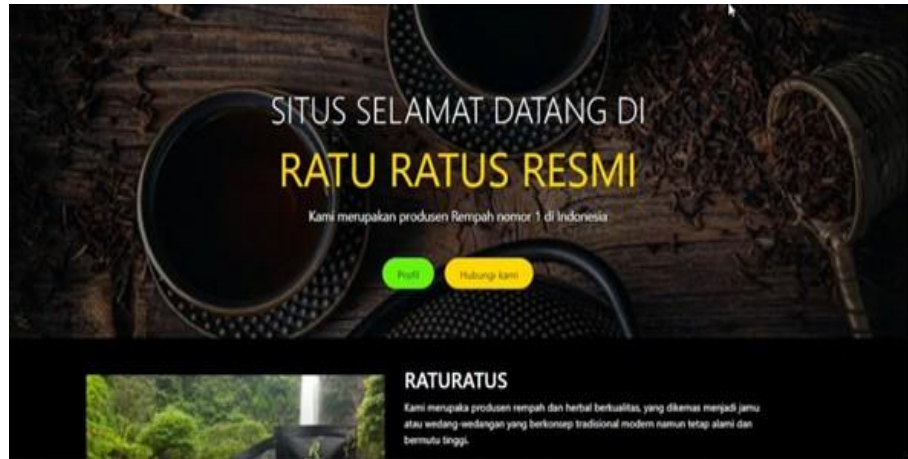 SITUS SELAMAT DATANG DI
RATU RATUS RESMI
Kami merupakan produsen Rempah nomor 1 di Indonesia
Profil
Hubungi kami
RATURATUS
Kami merupaka produsen rempah dan herbal berkualitas, yang dikemas menjadi jamu
atau wedang-wedangan yang berkonsep tradisional modern namun tetap alami dan
bermutu tinggi.